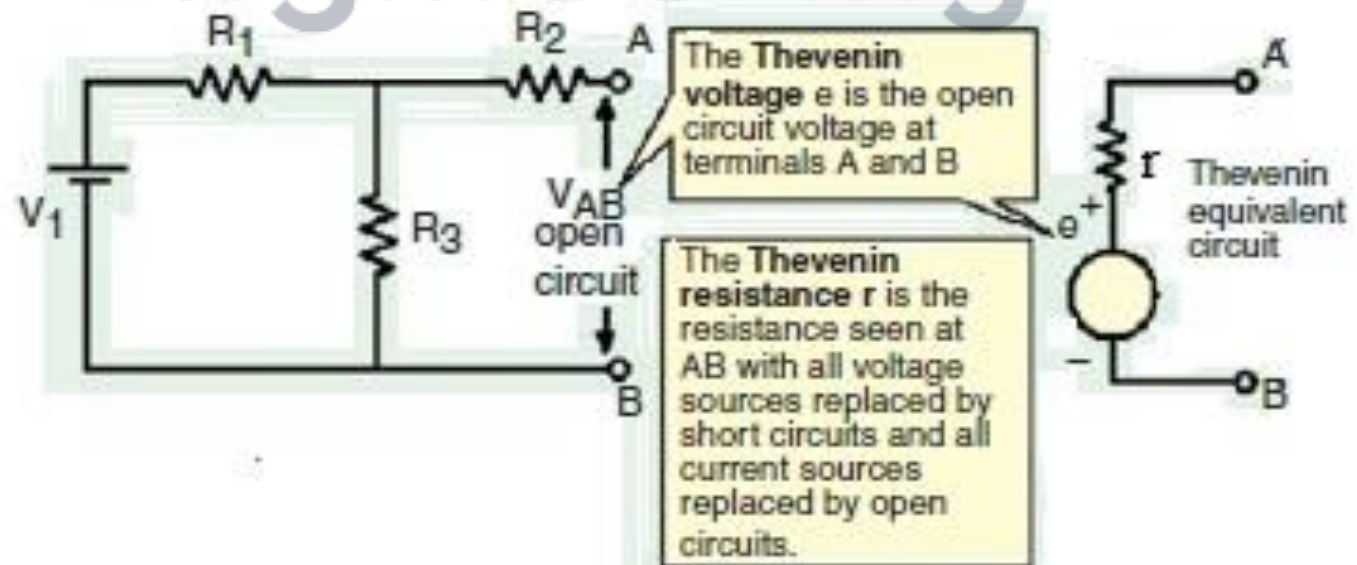 R1
R2
A
V1
R3
VAB
open
circuit
B
The Thevenin
voltage e is the open
circuit voltage at
terminals A and B
The Thevenin
resistance r is the
resistance seen at
AB with all voltage
sources replaced by
short circuits and all
current sources
replaced by open
circuits.
A
r
Thevenin
equivalent
circuit
e
+
−
B